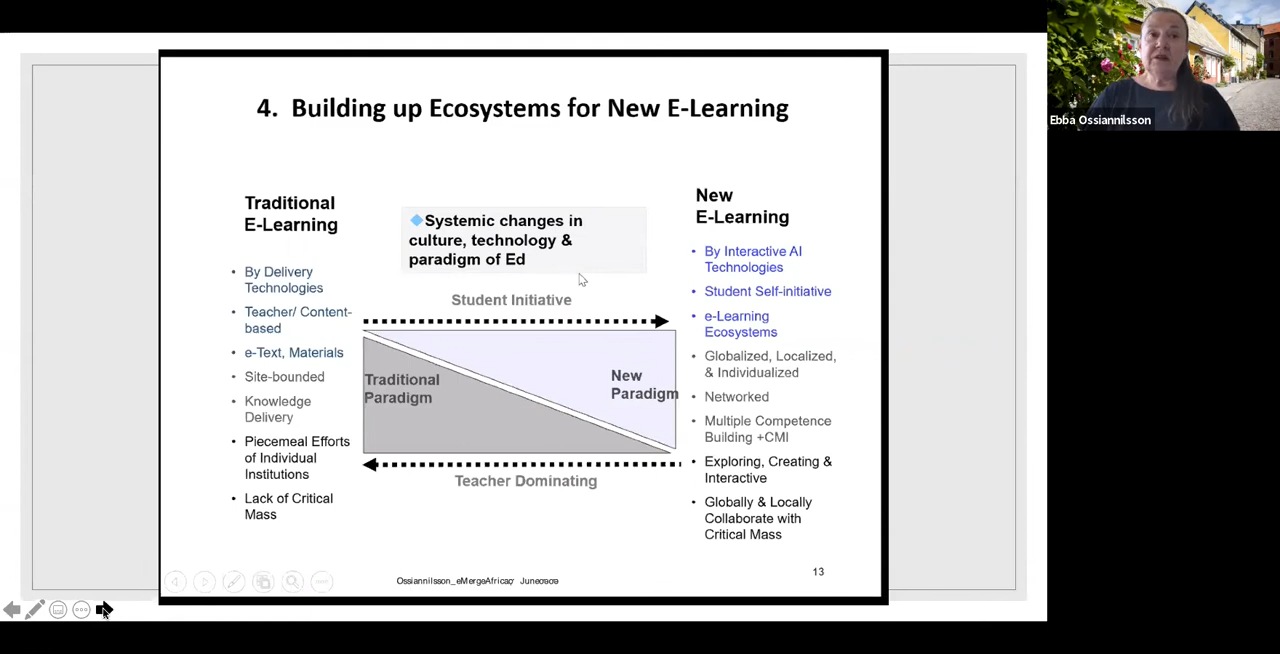 4. Building up Ecosystems for New E-Learning
Traditional
E-Learning
• By Delivery
Technologies
• Teacher/ Content-
based
• e-Text, Materials
• Site-bounded
• Knowledge
Delivery
• Piecemeal Efforts
of Individual
Institutions
• Lack of Critical
Mass
Systemic changes in
culture, technology &
paradigm of Ed
Student Initiative
Traditional
Paradigm
New
Paradigm
Teacher Dominating
New
E-Learning
• By Interactive AI
Technologies
• Student Self-initiative
• e-Learning
Ecosystems
• Globalized, Localized,
& Individualized
• Networked
• Multiple Competence
Building +CMI
• Exploring, Creating &
Interactive
• Globally & Locally
Collaborate with
Critical Mass
13
Ebba Ossiannilsson